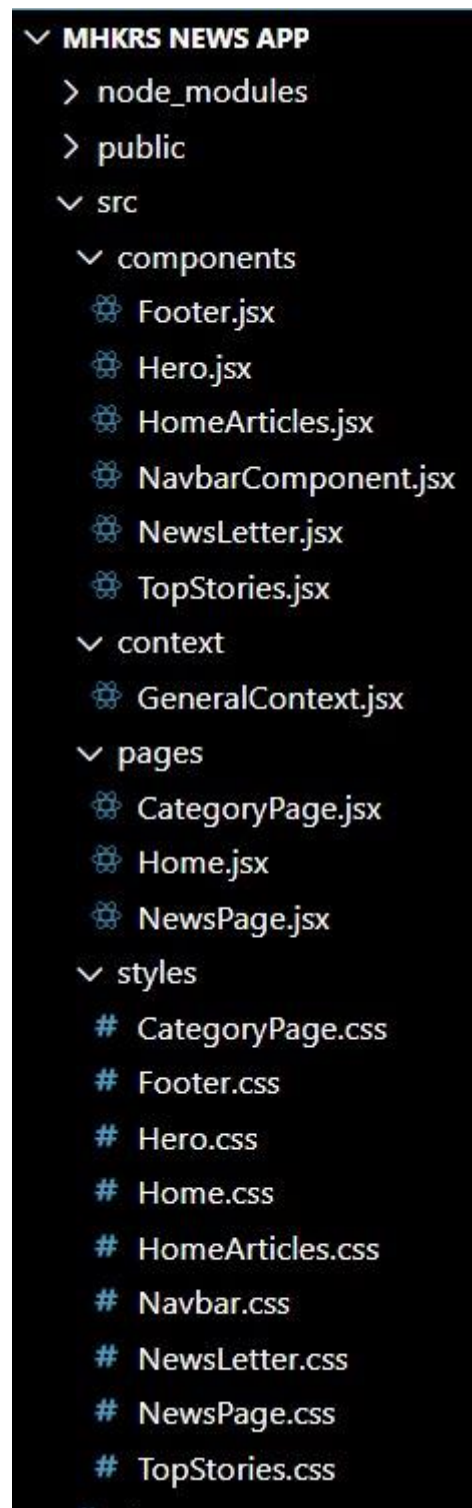 MHKRS NEWS APP
node_modules
public
src
components
Footer.jsx
Hero.jsx
HomeArticles.jsx
NavbarComponent.jsx
NewsLetter.jsx
TopStories.jsx
context
GeneralContext.jsx
pages
CategoryPage.jsx
Home.jsx
NewsPage.jsx
styles
# CategoryPage.css
# Footer.css
# Hero.css
# Home.css
# HomeArticles.css
# Navbar.css
# NewsLetter.css
# NewsPage.css
# TopStories.css